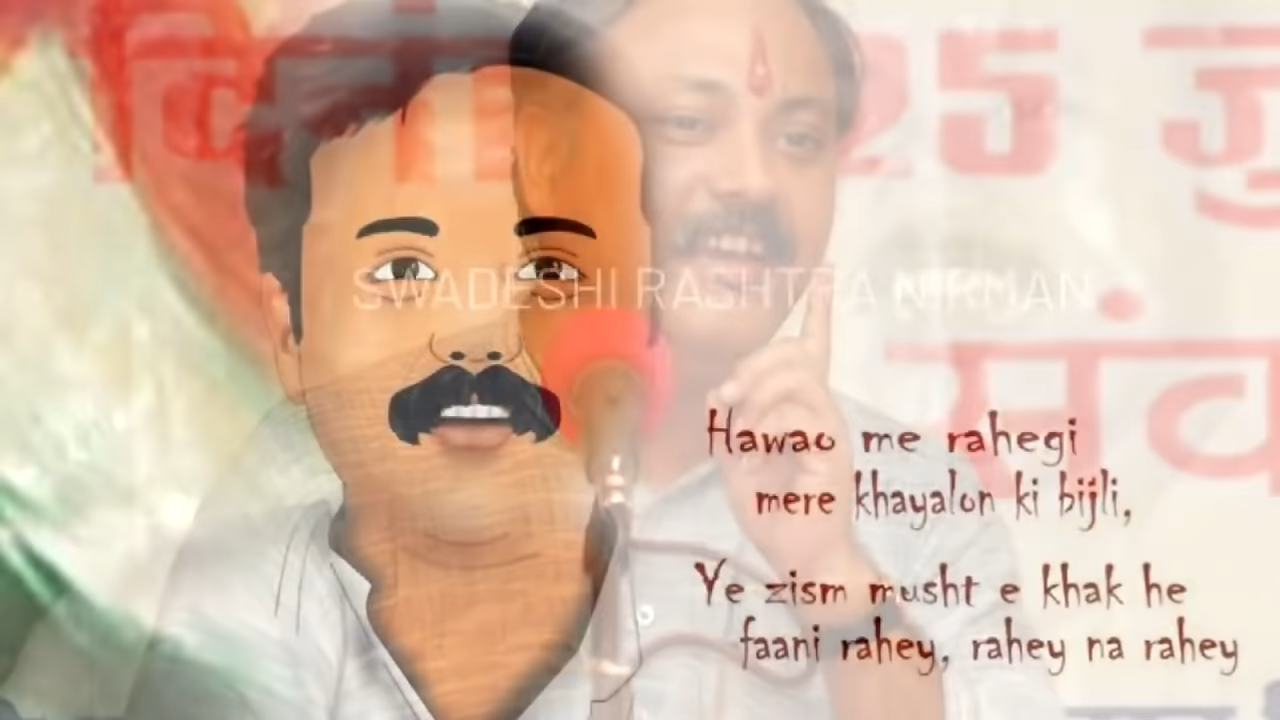 25 जु
SWADESHI RASHTRA NIRMAN
Hawao me rahegi
mere khayalon ki bijli,
Ye zism musht e khak he
faani rahey, rahey na rahey